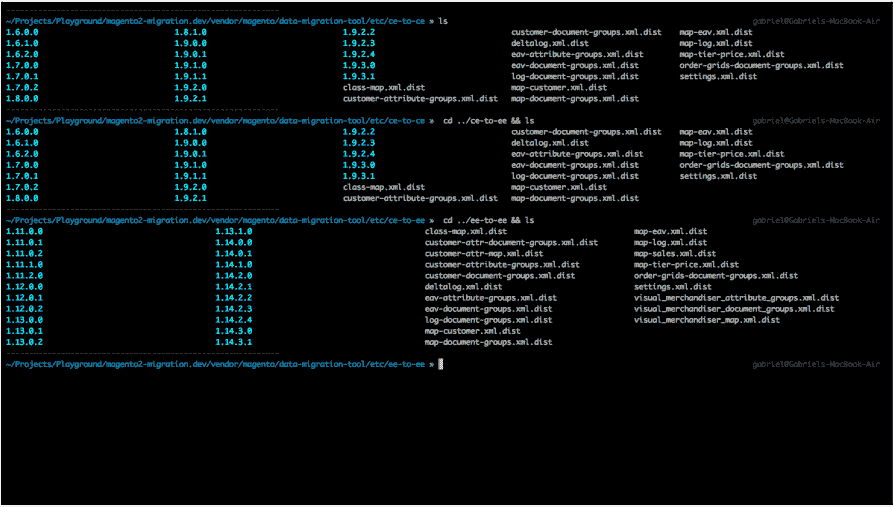 ~/Projects/Playground/magento2-migration.dev/vendor/magento/data-migration-tool/etc/ce-to-ce » ls gabriel@Gabriels-MacBook-Air
1.6.0.0 1.8.1.0 1.9.2.2 customer-document-groups.xml.dist map-eav.xml.dist
1.6.1.0 1.9.0.0 1.9.2.3 deltalog.xml.dist map-log.xml.dist
1.6.2.0 1.9.0.1 1.9.2.4 eav-attribute-groups.xml.dist map-tier-price.xml.dist
1.7.0.0 1.9.1.0 1.9.3.0 eav-document-groups.xml.dist order-grids-document-groups.xml.dist
1.7.0.1 1.9.1.1 1.9.3.1 log-document-groups.xml.dist settings.xml.dist
1.7.0.2 1.9.2.0 class-map.xml.dist map-customer.xml.dist
1.8.0.0 1.9.2.1 customer-attribute-groups.xml.dist map-document-groups.xml.dist
~/Projects/Playground/magento2-migration.dev/vendor/magento/data-migration-tool/etc/ce-to-ce » cd ../ce-to-ee && ls gabriel@Gabriels-MacBook-Air
1.6.0.0 1.8.1.0 1.9.2.2 customer-document-groups.xml.dist map-eav.xml.dist
1.6.1.0 1.9.0.0 1.9.2.3 deltalog.xml.dist map-log.xml.dist
1.6.2.0 1.9.0.1 1.9.2.4 eav-attribute-groups.xml.dist map-tier-price.xml.dist
1.7.0.0 1.9.1.0 1.9.3.0 eav-document-groups.xml.dist order-grids-document-groups.xml.dist
1.7.0.1 1.9.1.1 1.9.3.1 log-document-groups.xml.dist settings.xml.dist
1.7.0.2 1.9.2.0 class-map.xml.dist map-customer.xml.dist
1.8.0.0 1.9.2.1 customer-attribute-groups.xml.dist map-document-groups.xml.dist
~/Projects/Playground/magento2-migration.dev/vendor/magento/data-migration-tool/etc/ce-to-ee » cd ../ee-to-ee && ls gabriel@Gabriels-MacBook-Air
1.11.0.0 1.13.1.0 class-map.xml.dist map-eav.xml.dist
1.11.0.1 1.14.0.0 customer-attr-document-groups.xml.dist map-log.xml.dist
1.11.0.2 1.14.0.1 customer-attr-map.xml.dist map-sales.xml.dist
1.11.1.0 1.14.1.0 customer-attribute-groups.xml.dist map-tier-price.xml.dist
1.11.2.0 1.14.2.0 customer-document-groups.xml.dist order-grids-document-groups.xml.dist
1.12.0.0 1.14.2.1 deltalog.xml.dist settings.xml.dist
1.12.0.1 1.14.2.2 eav-attribute-groups.xml.dist visual_merchandiser_attribute_groups.xml.dist
1.12.0.2 1.14.2.3 eav-document-groups.xml.dist visual_merchandiser_document_groups.xml.dist
1.13.0.0 1.14.2.4 log-document-groups.xml.dist visual_merchandiser_map.xml.dist
1.13.0.1 1.14.3.0 map-customer.xml.dist
1.13.0.2 1.14.3.1 map-document-groups.xml.dist
~/Projects/Playground/magento2-migration.dev/vendor/magento/data-migration-tool/etc/ee-to-ee » gabriel@Gabriels-MacBook-Air